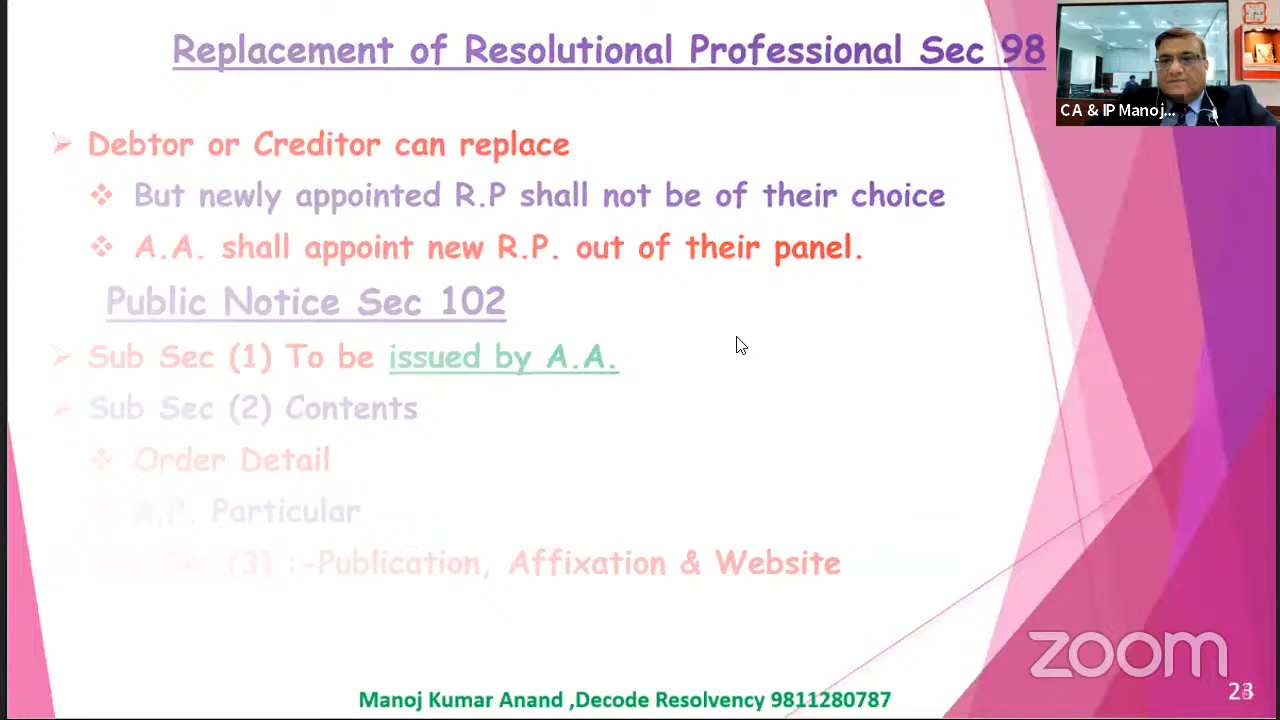 Replacement of Resolutional Professional Sec 98
CA & IP Manoj...
Debtor or Creditor can replace
But newly appointed R.P shall not be of their choice
A.A. shall appoint new R.P. out of their panel.
Public Notice Sec 102
Sub Sec (1) To be issued by A.A.
Sub Sec (2) Contents
Order Detail
R.P. Particular
Sub Sec (3) :-Publication, Affixation & Website
zoom
Manoj Kumar Anand ,Decode Resolvency 9811280787